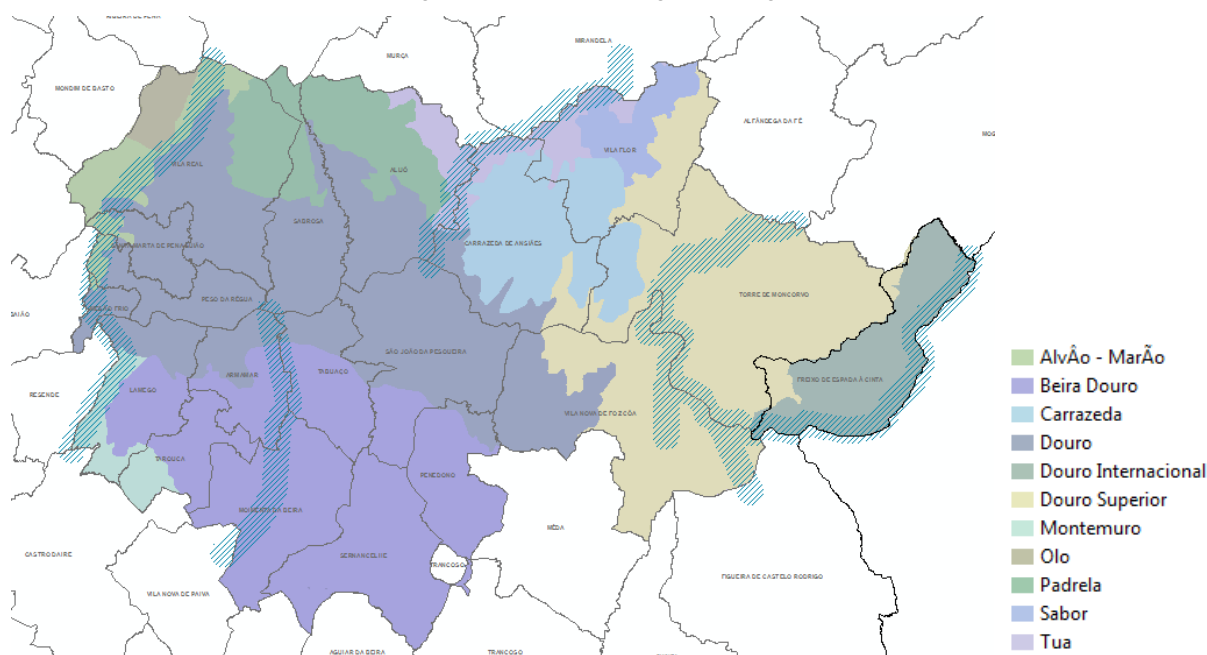 MURÇA
MIRANDELA
MONDIM DE BASTO
ALFÂNDEGA DA FÉ
VILA REAL
ALIJÓ
VILA FLOR
SABROSA
SANTA MARTA DE PENAGUIÃO
CARRAZEDA DE ANSIÃES
PESO DA RÉGUA
TORRE DE MONCORVO
SÃO JOÃO DA PESQUEIRA
ARMAMAR
TABUAÇO
FREIXO DE ESPADA À CINTA
LAMEGO
RESENDE
VILA NOVA DE FOZ CÔA
TAROUCA
PENEDONO
MOIMENTA DA BEIRA
MÊDA
CASTRO DAIRE
SERNANCELHE
TRANCOSO
FIGUEIRA DE CASTELO RODRIGO
VILA NOVA DE PAIVA
AGUIAR DA BEIRA
TRANCOSO
AlvÂo - MarÃo
Beira Douro
Carrazeda
Douro
Douro Internacional
Douro Superior
Montemuro
Olo
Padrela
Sabor
Tua